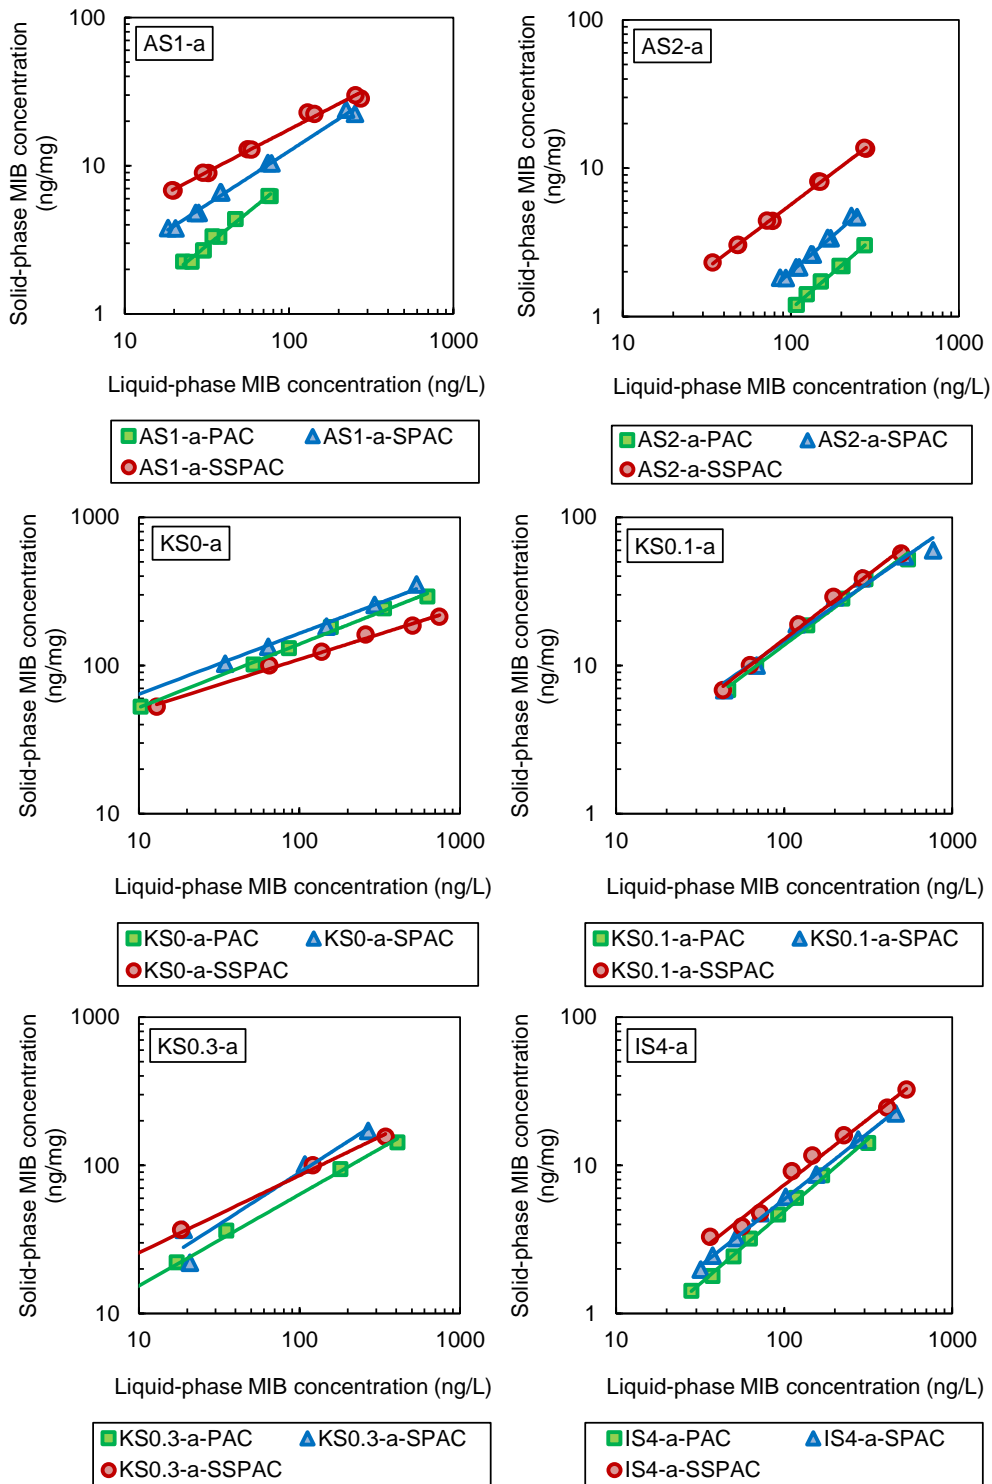 Solid-phase MIB concentration
(ng/mg)
100
10
1
AS1-a
10
100
1000
Liquid-phase MIB concentration (ng/L)
AS1-a-PAC
AS1-a-SPAC
AS1-a-SSPAC
Solid-phase MIB concentration
(ng/mg)
100
10
1
AS2-a
10
100
1000
Liquid-phase MIB concentration (ng/L)
AS2-a-PAC
AS2-a-SPAC
AS2-a-SSPAC
Solid-phase MIB concentration
(ng/mg)
1000
100
10
KS0-a
10
100
1000
Liquid-phase MIB concentration (ng/L)
KS0-a-PAC
KS0-a-SPAC
KS0-a-SSPAC
Solid-phase MIB concentration
(ng/mg)
100
10
1
KS0.1-a
10
100
1000
Liquid-phase MIB concentration (ng/L)
KS0.1-a-PAC
KS0.1-a-SPAC
KS0.1-a-SSPAC
Solid-phase MIB concentration
(ng/mg)
1000
100
10
KS0.3-a
10
100
1000
Liquid-phase MIB concentration (ng/L)
KS0.3-a-PAC
KS0.3-a-SPAC
KS0.3-a-SSPAC
Solid-phase MIB concentration
(ng/mg)
100
10
1
IS4-a
10
100
1000
Liquid-phase MIB concentration (ng/L)
IS4-a-PAC
IS4-a-SPAC
IS4-a-SSPAC